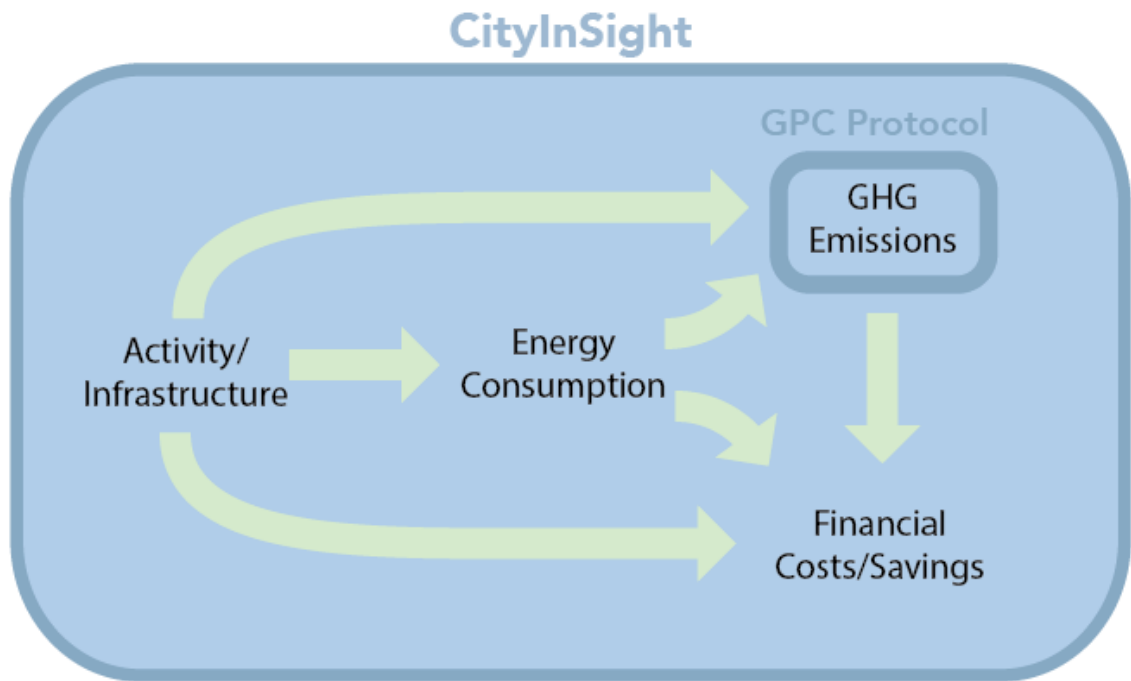 CityInSight
GPC Protocol
GHG
Emissions
Activity/
Infrastructure
Energy
Consumption
Financial
Costs/Savings